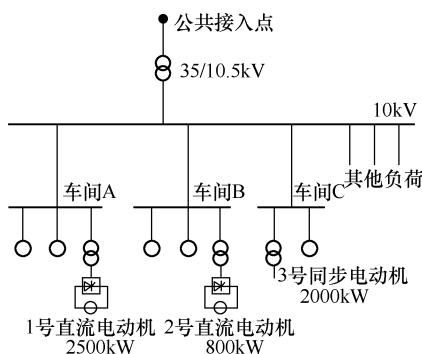 公共接入点
35/10.5kV
10kV
其他负荷
车间A
车间B
车间C
3号同步电动机
2000kW
1号直流电动机
2500kW
2号直流电动机
800kW